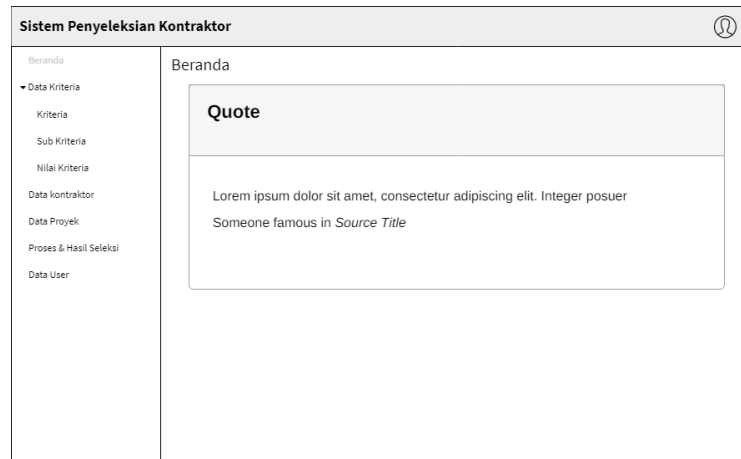 Sistem Penyeleksian Kontraktor
Beranda
Data Kriteria
Kriteria
Sub Kriteria
Nilai Kriteria
Data kontraktor
Data Proyek
Proses & Hasil Seleksi
Data User
Beranda
Quote
Lorem ipsum dolor sit amet, consectetur adipiscing elit. Integer posuer
Someone famous in Source Title